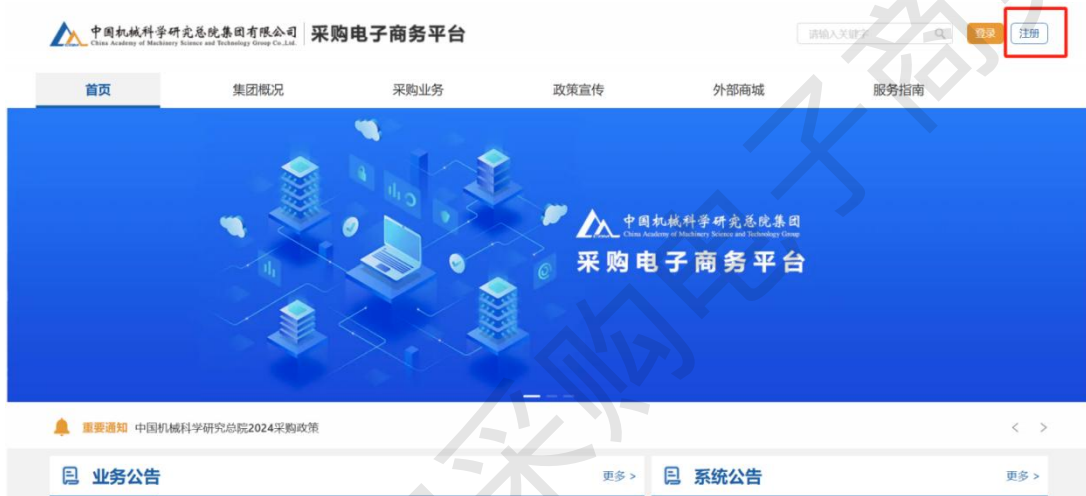 中国机械科学研究总院集团有限公司 采购电子商务平台
China Academy of Machinery Science and Technology Group Co.,Ltd.
请输入关键字 登录 注册
首页 集团概况 采购业务 政策宣传 外部商城 服务指南
中国机械科学研究总院集团
China Academy of Machinery Science and Technology Group
采购电子商务平台
重要通知 中国机械科学研究总院2024采购政策 < >
业务公告 更多 > 系统公告 更多 >
采购电子商